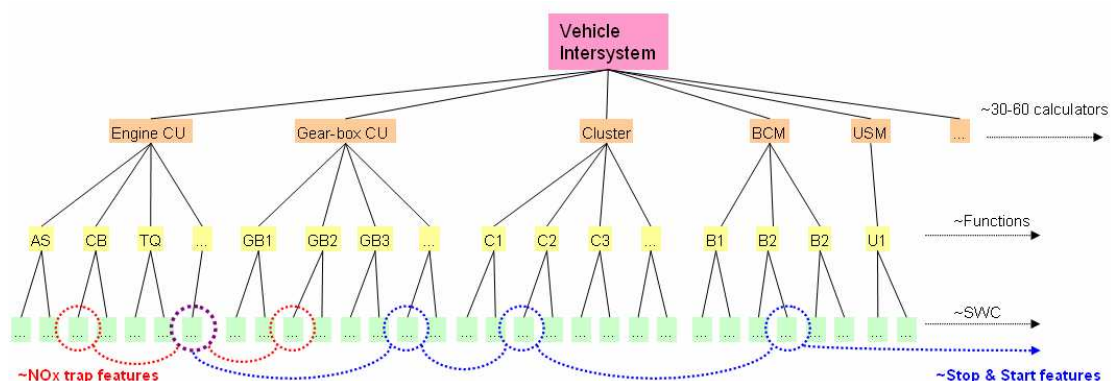 Vehicle
Intersystem
~30-60 calculators
Engine CU Gear-box CU Cluster BCM USM ...
~Functions
AS CB TQ ... GB1 GB2 GB3 ... C1 C2 C3 ... B1 B2 B2 U1
~SWC
... ... ... ... ... ... ... ... ... ... ... ... ... ... ... ... ... ... ... ... ... ... ... ... ... ... ... ... ... ... ...
~NOx trap features ~Stop & Start features